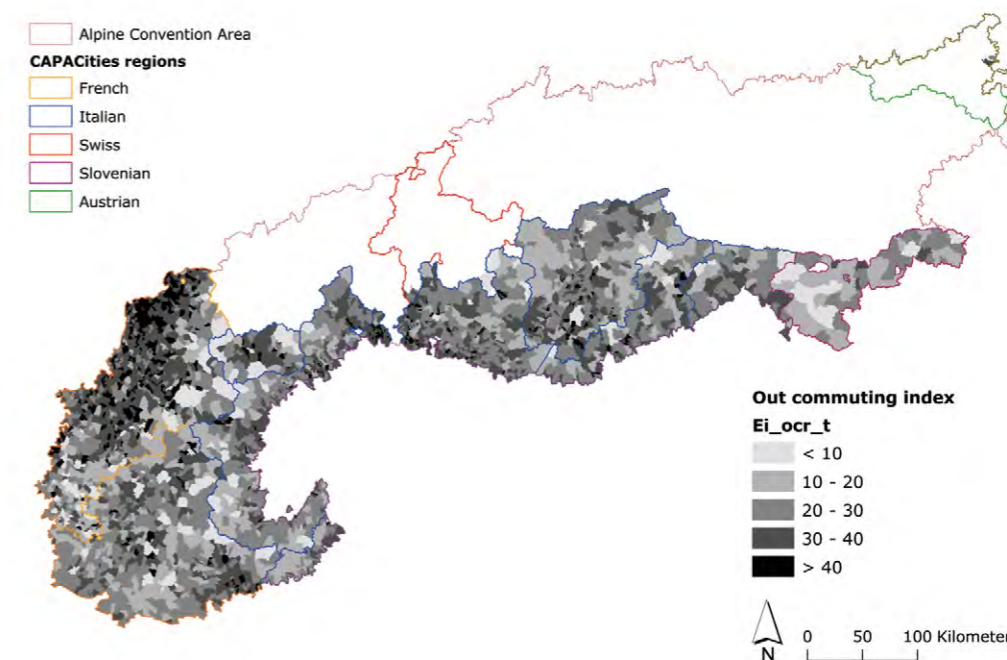 Alpine Convention Area
CAPACities regions
French
Italian
Swiss
Slovenian
Austrian
Out commuting index
Ei_ocr_t
< 10
10 - 20
20 - 30
30 - 40
> 40
N
0 50 100 Kilometer